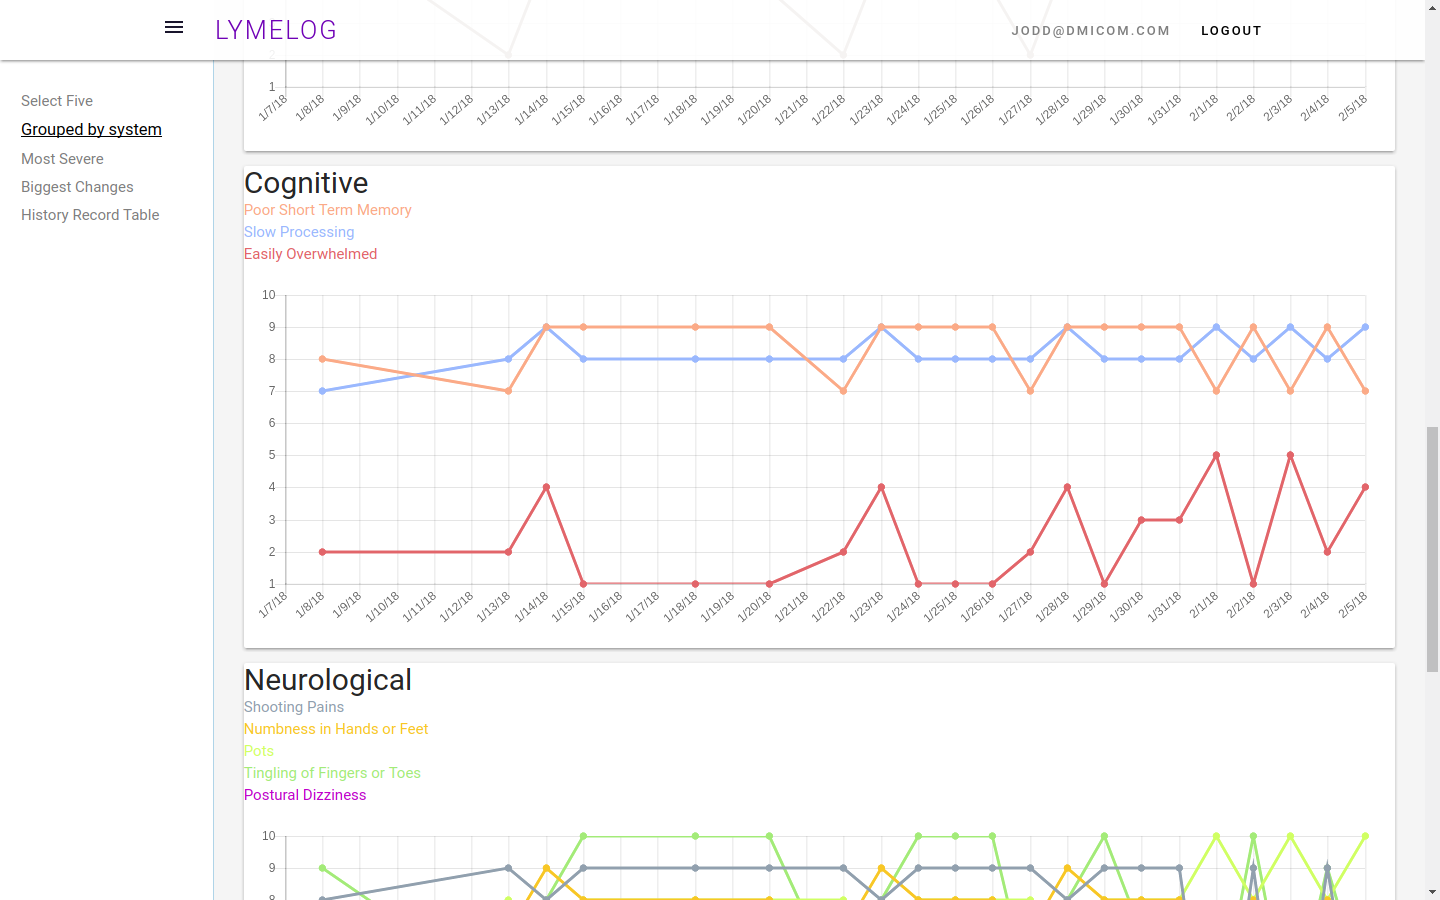 LYMELOG
JODD@DMICOM.COM
LOGOUT
Select Five
Grouped by system
Most Severe
Biggest Changes
History Record Table
2
1
1/7/18 1/8/18 1/9/18 1/10/18 1/11/18 1/12/18 1/13/18 1/14/18 1/15/18 1/16/18 1/17/18 1/18/18 1/19/18 1/20/18 1/21/18 1/22/18 1/23/18 1/24/18 1/25/18 1/26/18 1/27/18 1/28/18 1/29/18 1/30/18 1/31/18 2/1/18 2/2/18 2/3/18 2/4/18 2/5/18
Cognitive
Poor Short Term Memory
Slow Processing
Easily Overwhelmed
10
9
8
7
6
5
4
3
2
1
1/7/18 1/8/18 1/9/18 1/10/18 1/11/18 1/12/18 1/13/18 1/14/18 1/15/18 1/16/18 1/17/18 1/18/18 1/19/18 1/20/18 1/21/18 1/22/18 1/23/18 1/24/18 1/25/18 1/26/18 1/27/18 1/28/18 1/29/18 1/30/18 1/31/18 2/1/18 2/2/18 2/3/18 2/4/18 2/5/18
Neurological
Shooting Pains
Numbness in Hands or Feet
Pots
Tingling of Fingers or Toes
Postural Dizziness
10
9
8